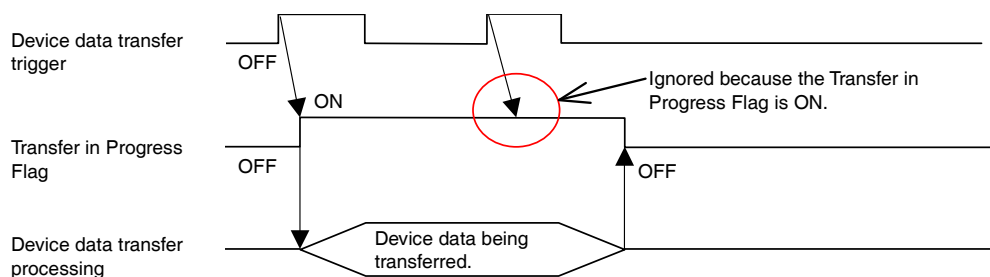 Device data transfer
trigger
OFF
Ignored because the Transfer in
Progress Flag is ON.
ON
Transfer in Progress
Flag
OFF
OFF
Device data transfer
processing
Device data being
transferred.